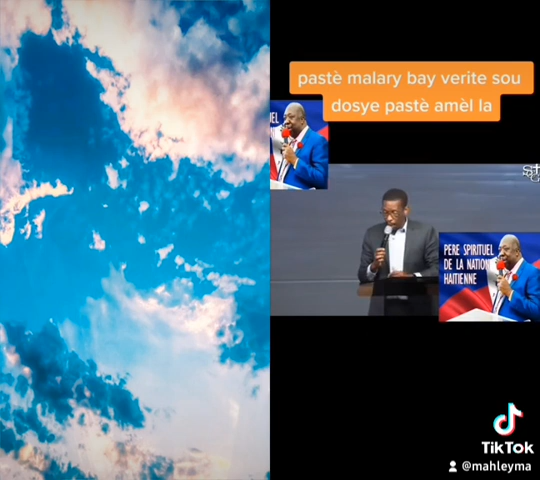 pastè malary bay verite sou
dosye pastè amèl la
PERE SPIRITUEL
DE LA NATION
HAITIENNE
TikTok
@mahleyma